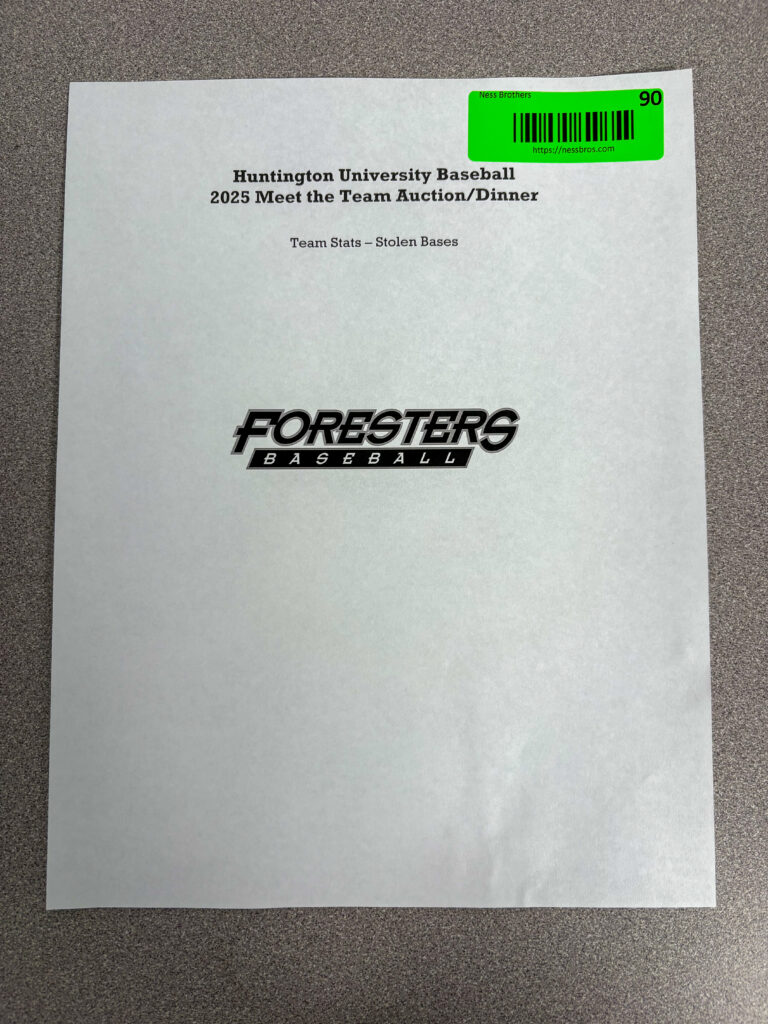 Ness Brothers
90
https://nessbros.com
Huntington University Baseball
2025 Meet the Team Auction/Dinner
Team Stats – Stolen Bases
FORESTERS
BASEBALL